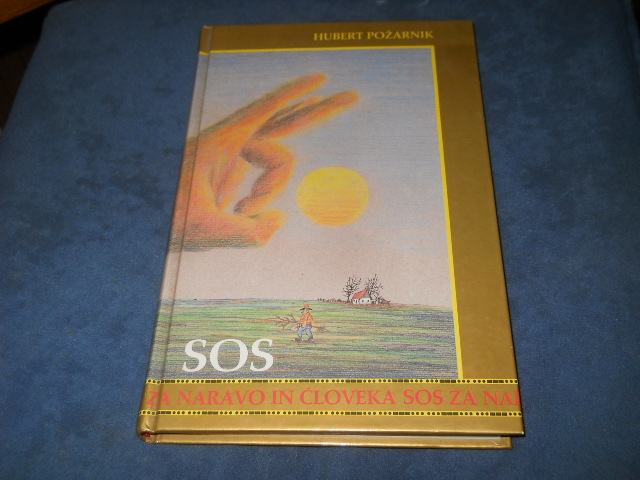 HUBERT POŽARNIK
SOS
ZA NARAVO IN ČLOVEKA SOS ZA NA